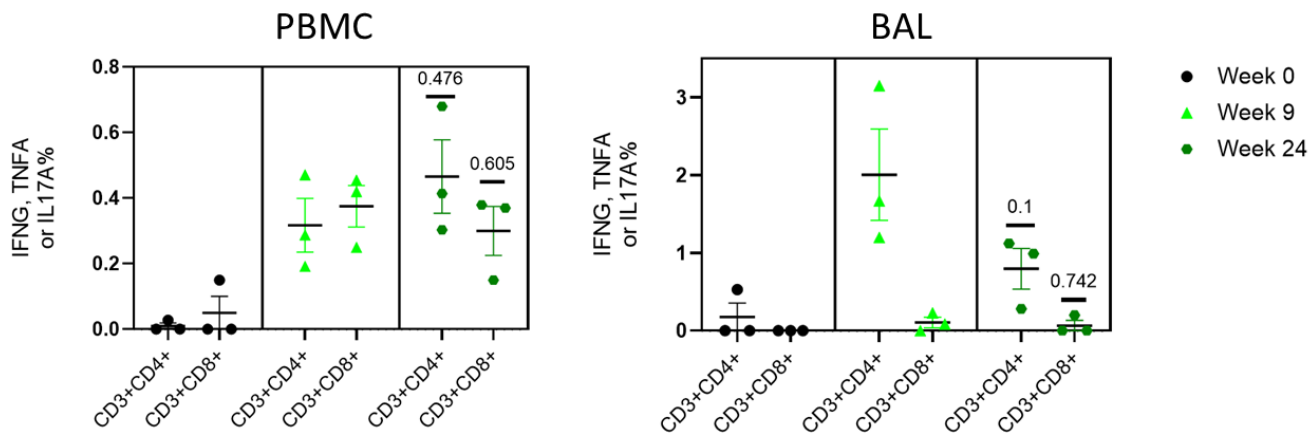 PBMC
IFNG, TNFA
or IL17A%
0.8
0.6
0.4
0.2
0.0
0.476
0.605
CD3+CD4+
CD3+CD8+
CD3+CD4+
CD3+CD8+
CD3+CD4+
CD3+CD8+
BAL
IFNG, TNFA
or IL17A%
3
2
1
0
0.1
0.742
CD3+CD4+
CD3+CD8+
CD3+CD4+
CD3+CD8+
CD3+CD4+
CD3+CD8+
Week 0
Week 9
Week 24